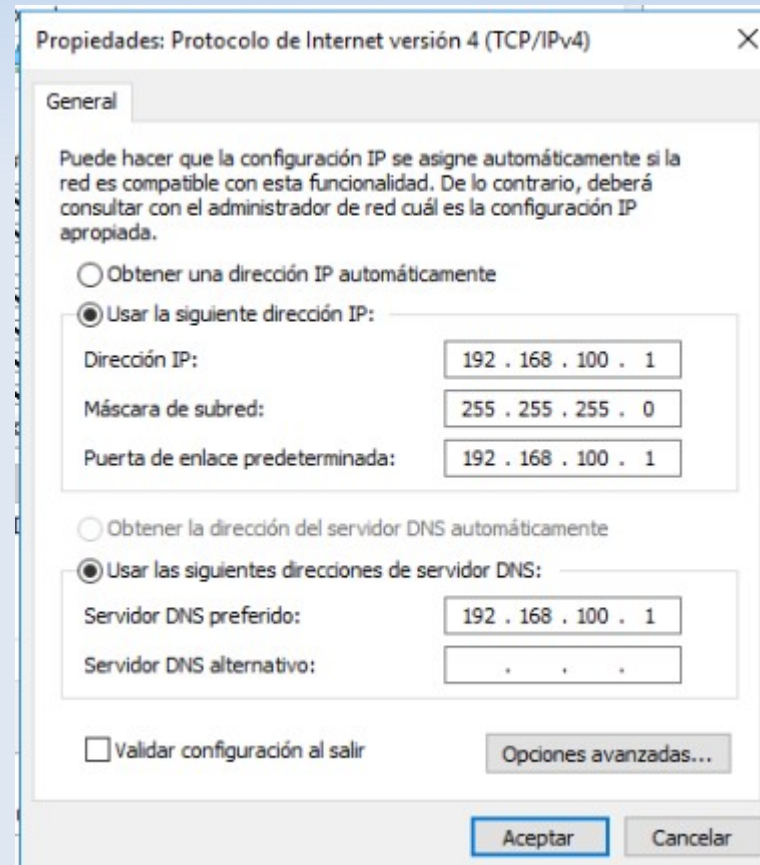 Propiedades: Protocolo de Internet versión 4 (TCP/IPv4)
General
Puede hacer que la configuración IP se asigne automáticamente si la
red es compatible con esta funcionalidad. De lo contrario, deberá
consultar con el administrador de red cuál es la configuración IP
apropiada.
Obtener una dirección IP automáticamente
Usar la siguiente dirección IP:
Dirección IP: 192 . 168 . 100 . 1
Máscara de subred: 255 . 255 . 255 . 0
Puerta de enlace predeterminada: 192 . 168 . 100 . 1
Obtener la dirección del servidor DNS automáticamente
Usar las siguientes direcciones de servidor DNS:
Servidor DNS preferido: 192 . 168 . 100 . 1
Servidor DNS alternativo: . . .
Validar configuración al salir
Opciones avanzadas...
Aceptar Cancelar